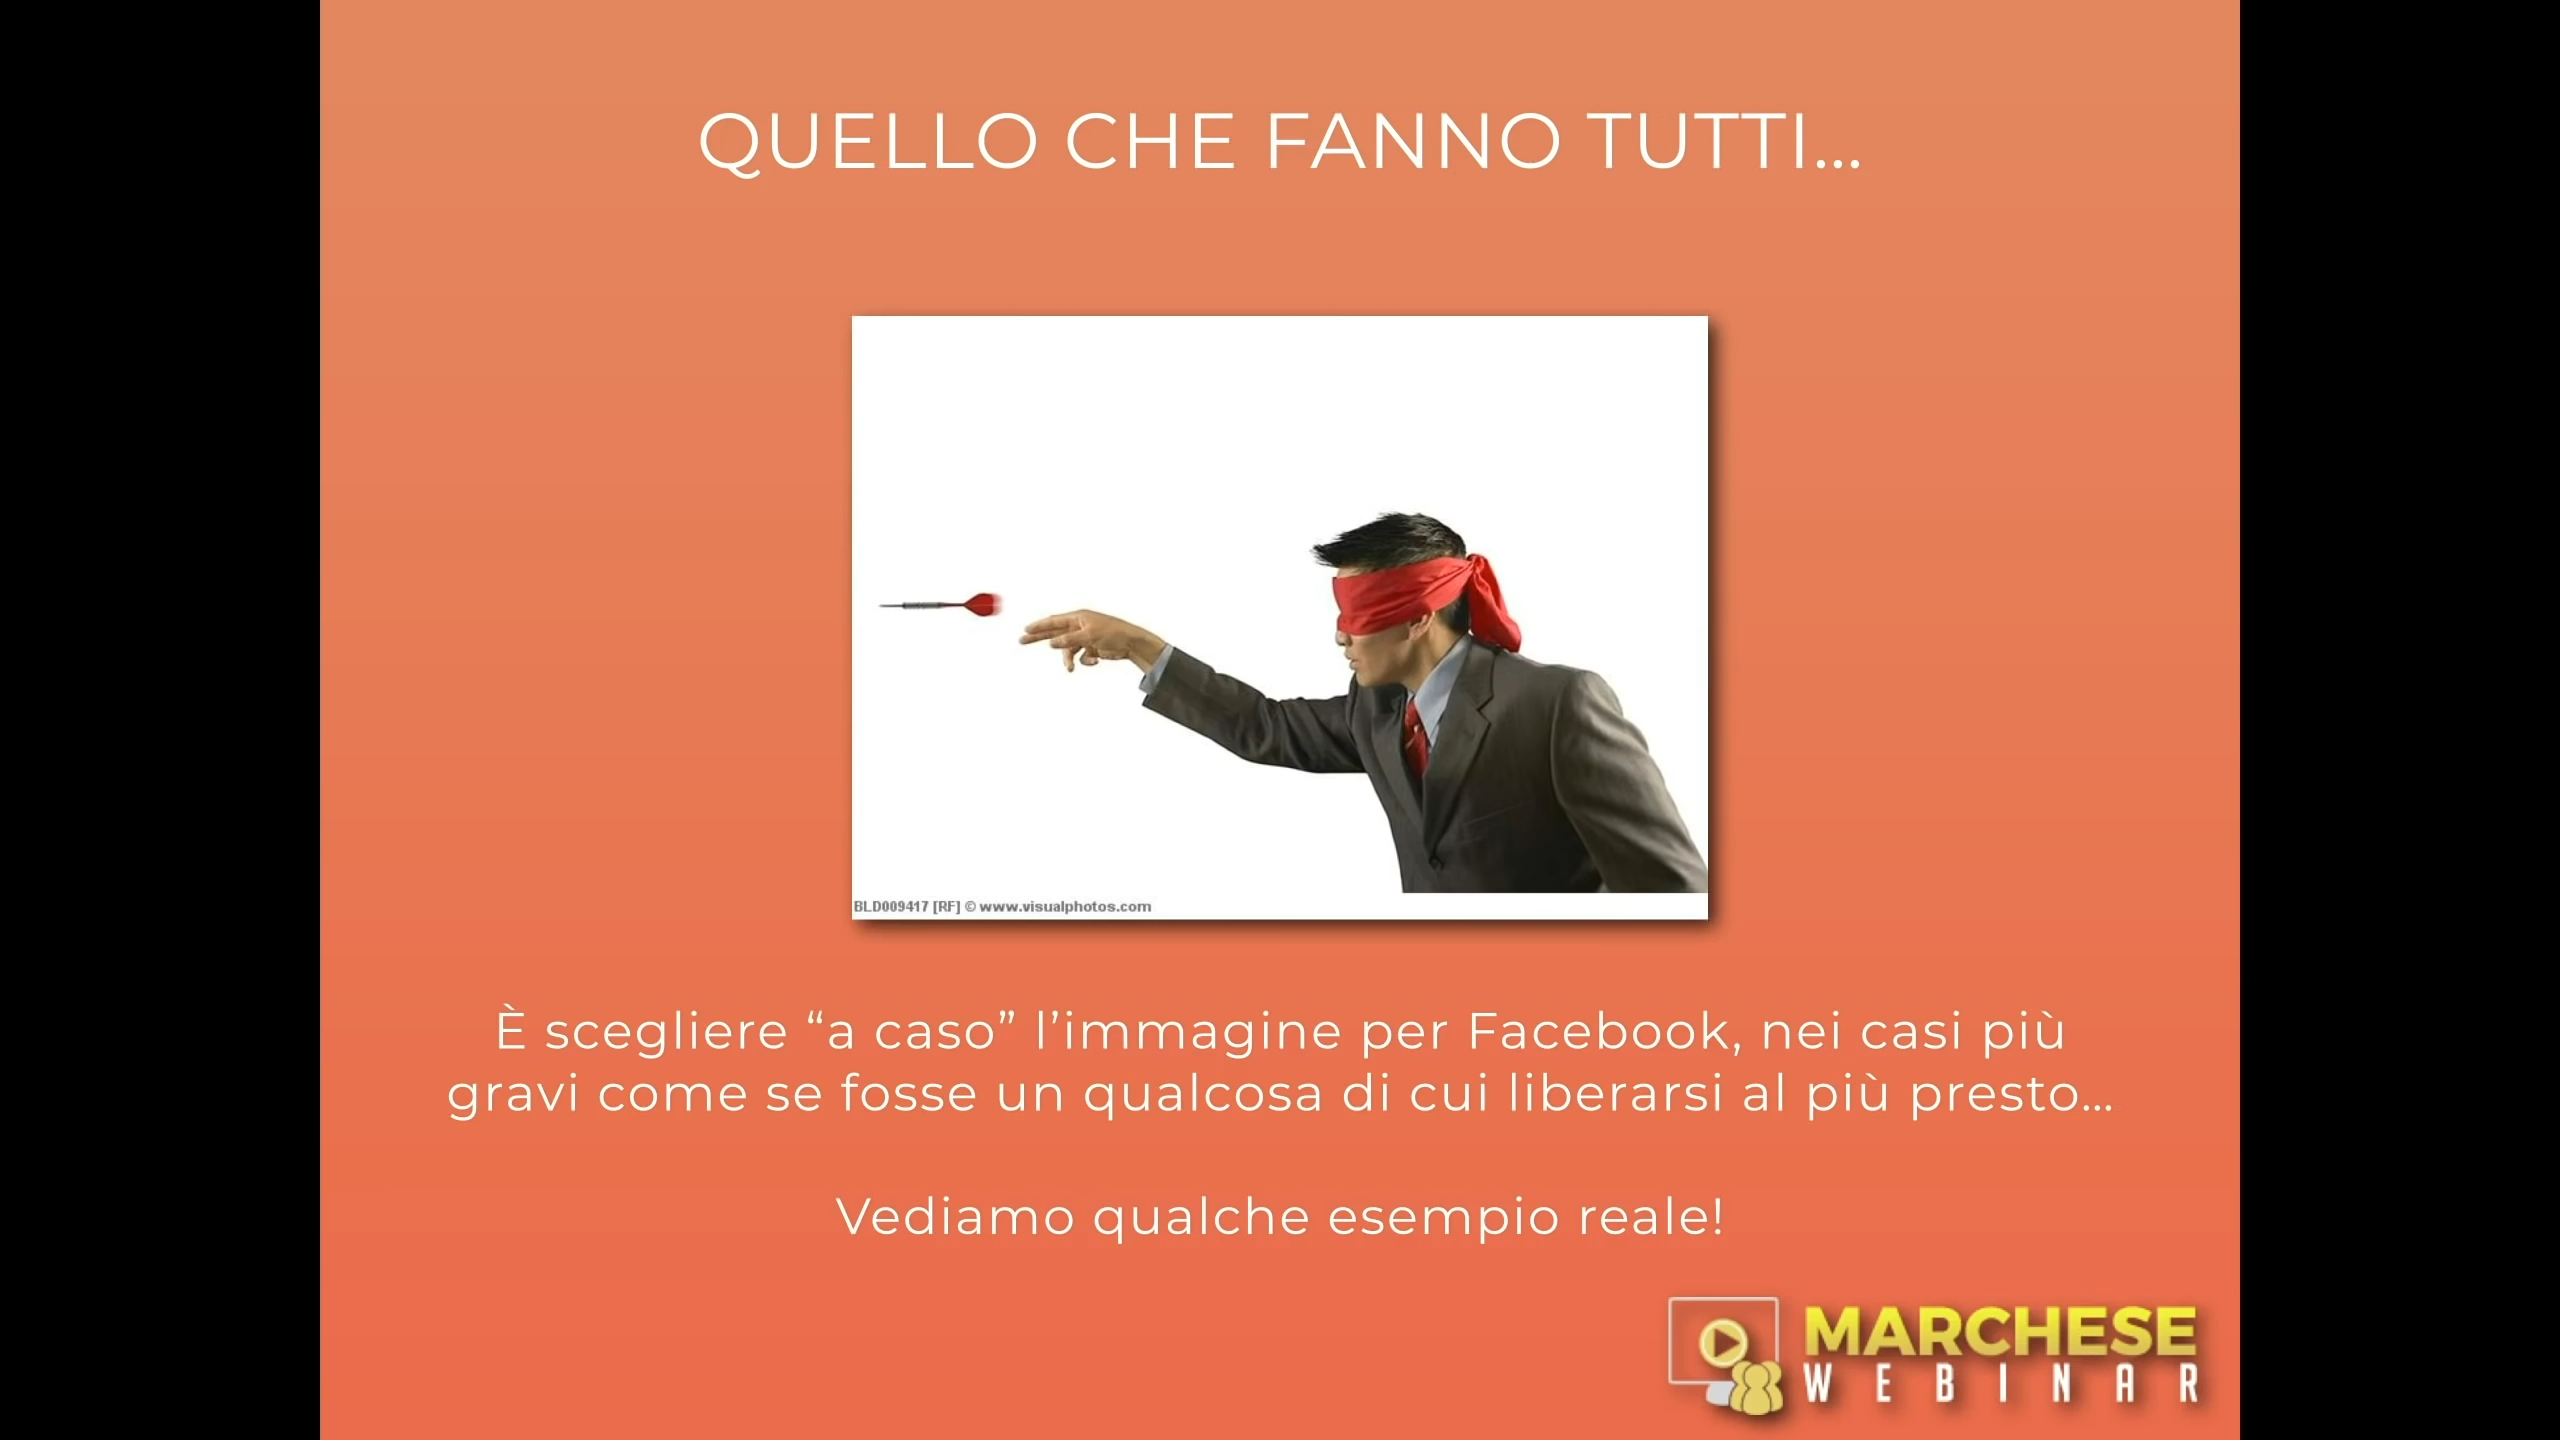 QUELLO CHE FANNO TUTTI...
BLD009417 [RF] © www.visualphotos.com
È scegliere “a caso” l’immagine per Facebook, nei casi più
gravi come se fosse un qualcosa di cui liberarsi al più presto...
Vediamo qualche esempio reale!
MARCHESE
WEBINAR